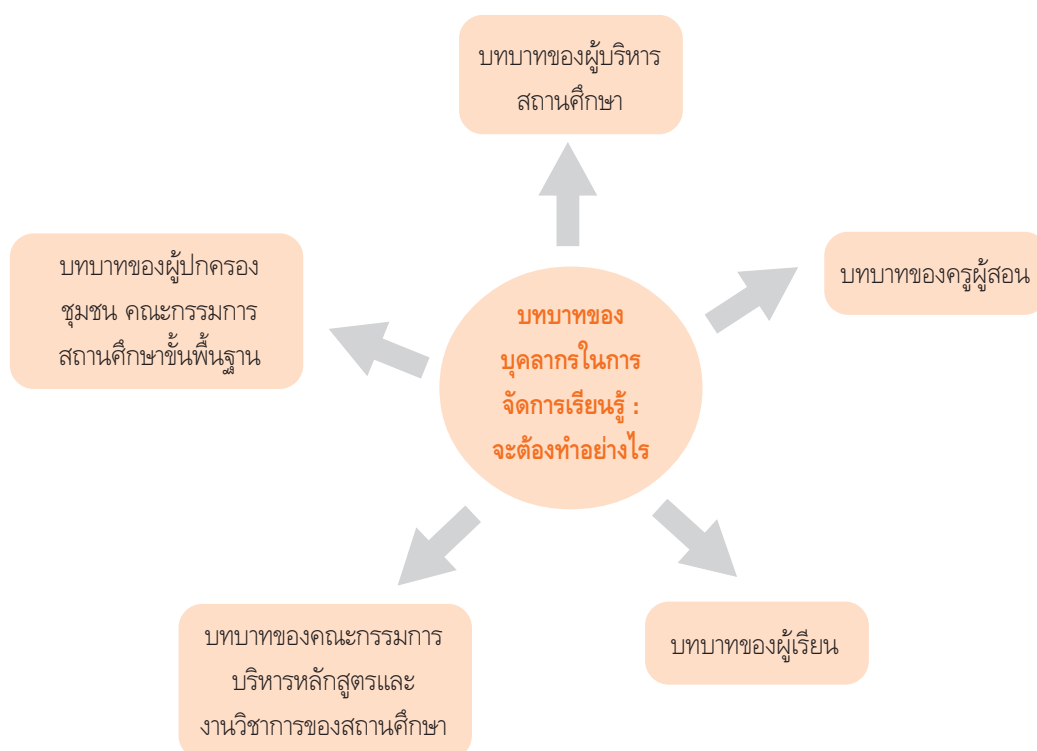 บทบาทของผู้บริหาร
สถานศึกษา
บทบาทของผู้ปกครอง
ชุมชน คณะกรรมการ
สถานศึกษาขั้นพื้นฐาน
บทบาทของครูผู้สอน
บทบาทของ
บุคลากรในการ
จัดการเรียนรู้ :
จะต้องทำอย่างไร
บทบาทของคณะกรรมการ
บริหารหลักสูตรและ
งานวิชาการของสถานศึกษา
บทบาทของผู้เรียน